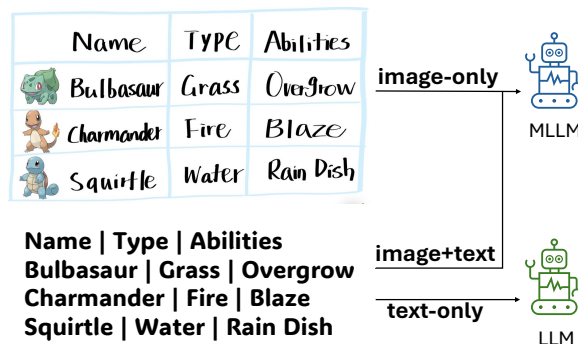 Name Type Abilities
Bulbasaur Grass Overgrow
Charmander Fire Blaze
Squirtle Water Rain Dish
image-only
MLLM
Name | Type | Abilities
Bulbasaur | Grass | Overgrow
Charmander | Fire | Blaze
Squirtle | Water | Rain Dish
image+text
text-only
LLM